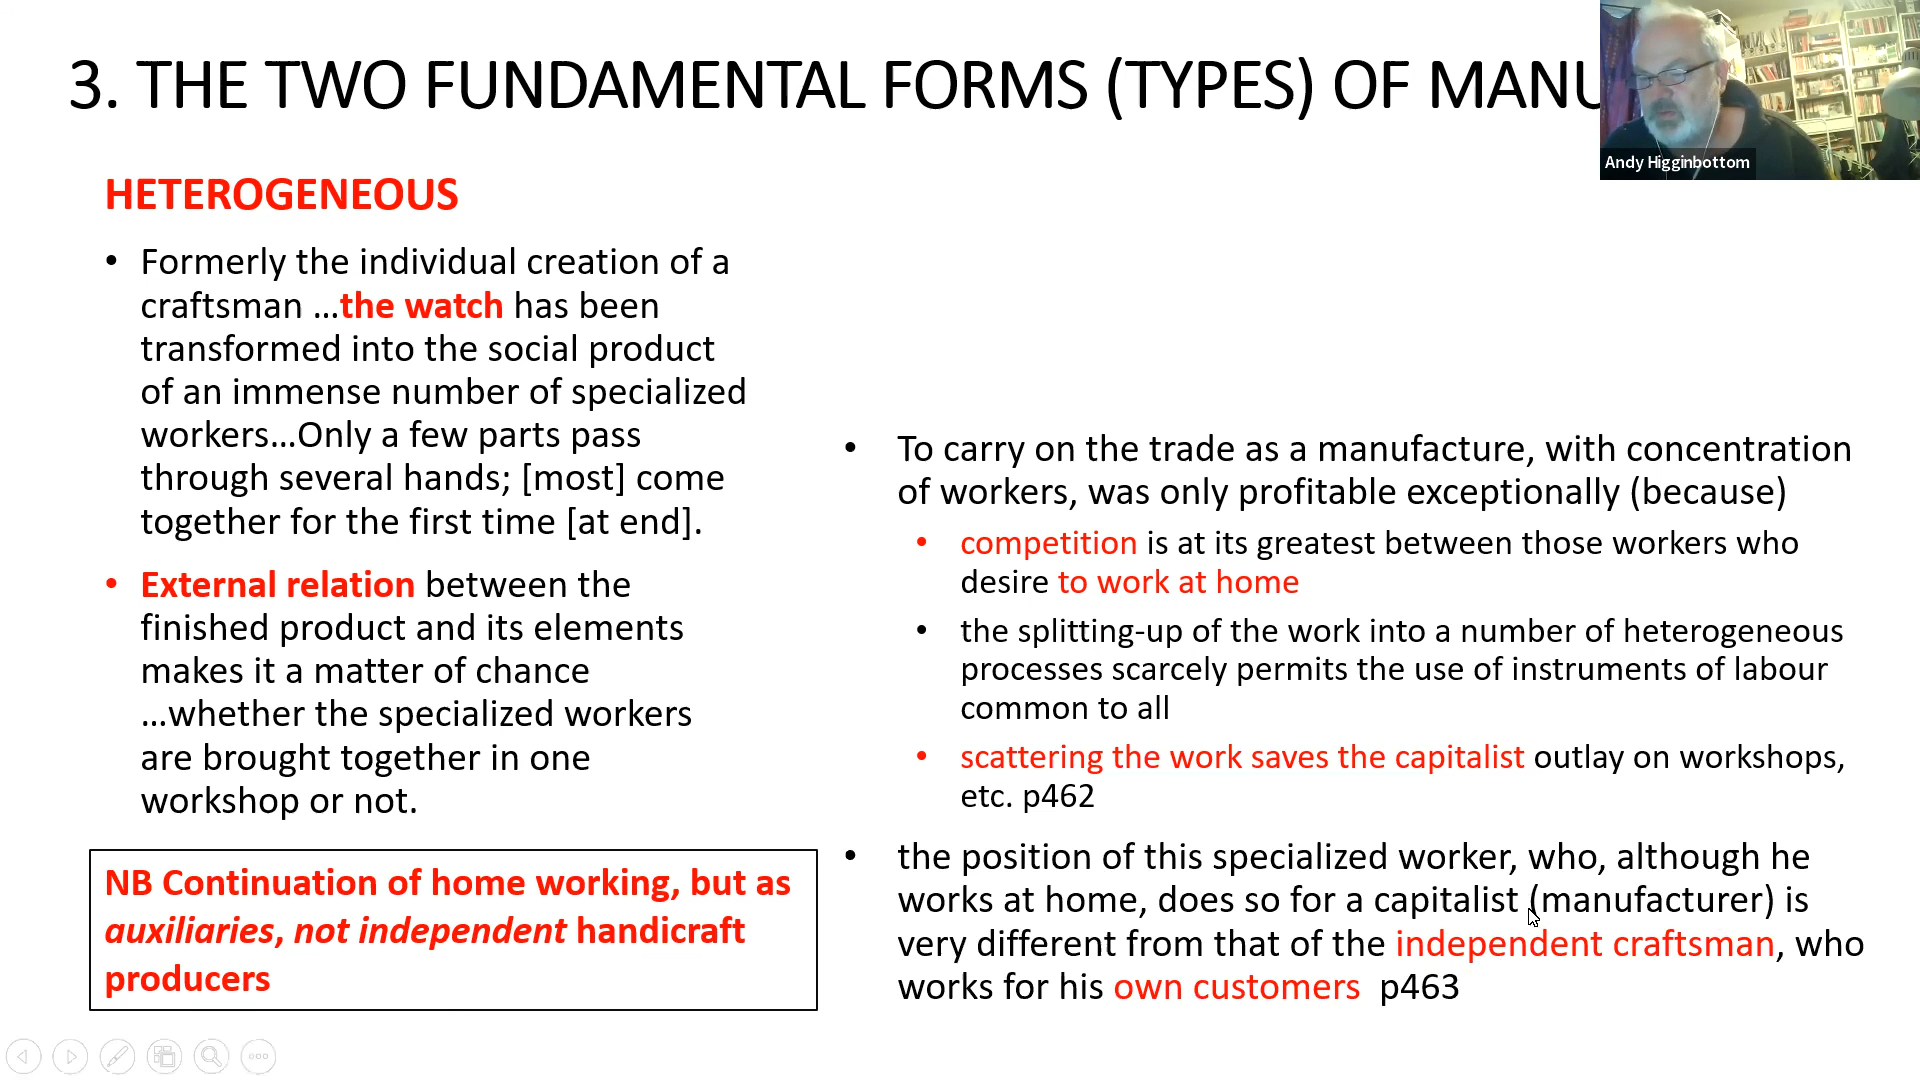 3. THE TWO FUNDAMENTAL FORMS (TYPES) OF MANU
Andy Higginbottom
HETEROGENEOUS
• Formerly the individual creation of a
craftsman ...the watch has been
transformed into the social product
of an immense number of specialized
workers...Only a few parts pass
through several hands; [most] come
together for the first time [at end].
• External relation between the
finished product and its elements
makes it a matter of chance
...whether the specialized workers
are brought together in one
workshop or not.
NB Continuation of home working, but as
auxiliaries, not independent handicraft
producers
• To carry on the trade as a manufacture, with concentration
of workers, was only profitable exceptionally (because)
• competition is at its greatest between those workers who
desire to work at home
• the splitting-up of the work into a number of heterogeneous
processes scarcely permits the use of instruments of labour
common to all
• scattering the work saves the capitalist outlay on workshops,
etc. p462
• the position of this specialized worker, who, although he
works at home, does so for a capitalist (manufacturer) is
very different from that of the independent craftsman, who
works for his own customers p463